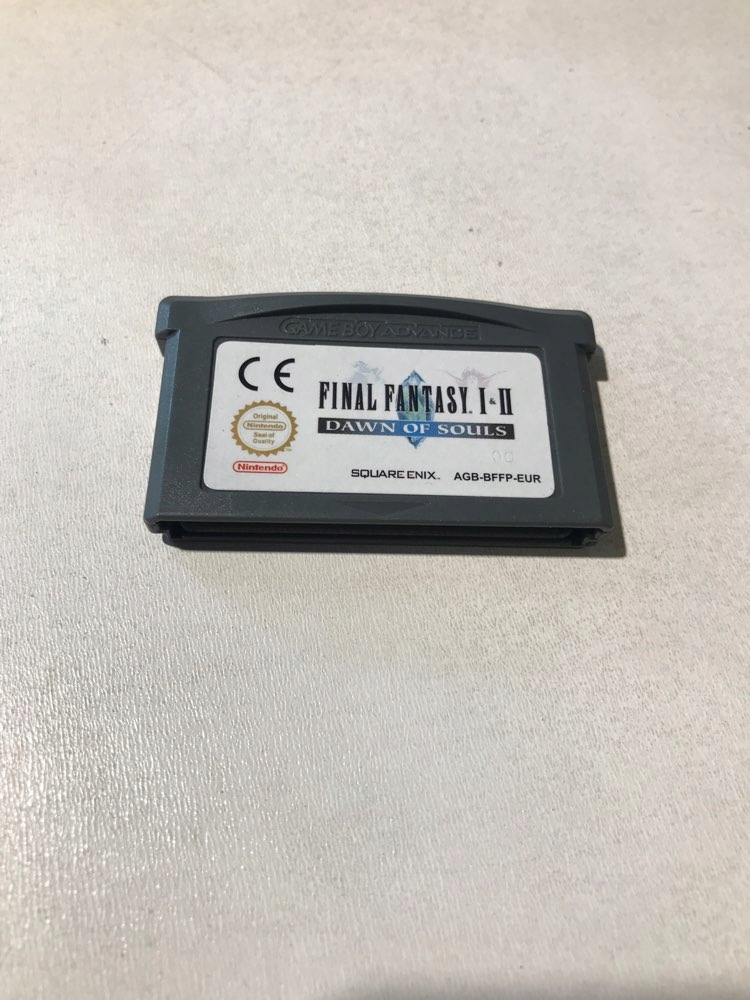 GAME BOY ADVANCE
CE
FINAL FANTASY. I & II
DAWN OF SOULS
Original
Nintendo
Seal of
Quality
Nintendo®
SQUARE ENIX™
AGB-BFFP-EUR